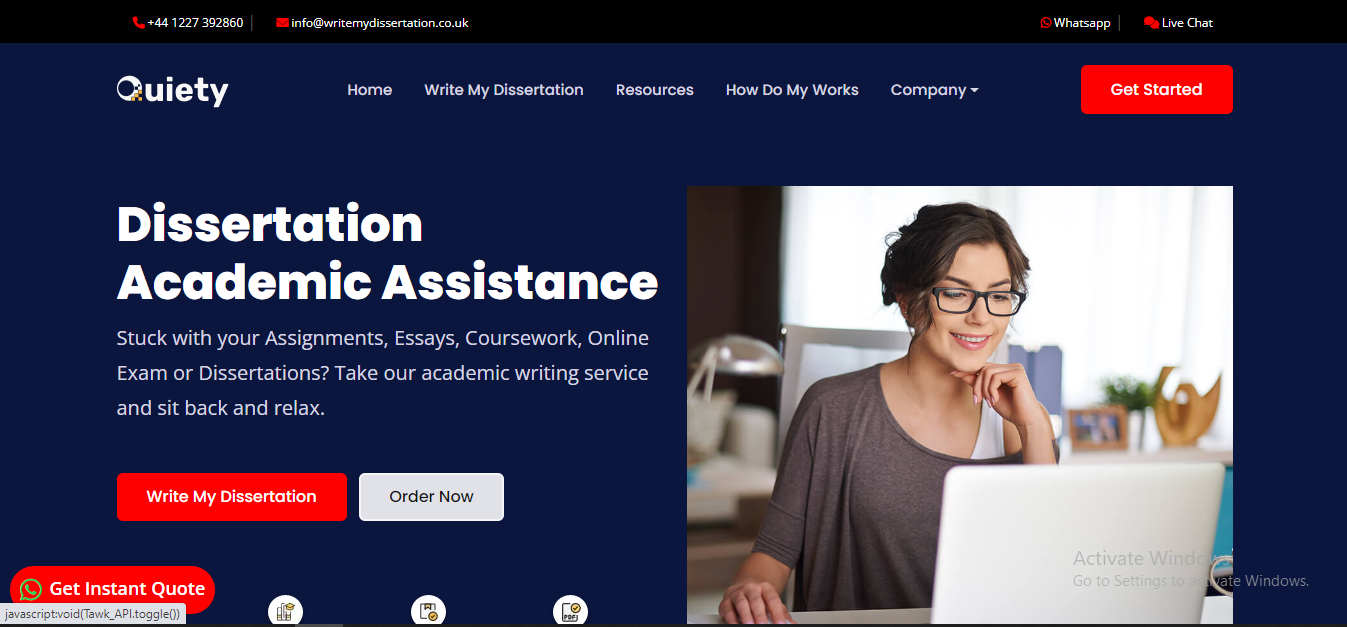 +44 1227 392860
info@writemydissertation.co.uk
Whatsapp
Live Chat
Quiety
Home
Write My Dissertation
Resources
How Do My Works
Company
Get Started
Dissertation
Academic Assistance
Stuck with your Assignments, Essays, Coursework, Online
Exam or Dissertations? Take our academic writing service
and sit back and relax.
Write My Dissertation
Order Now
Get Instant Quote
javascript:void(Tawk_API.toggle())
PDF
Activate Windows
Go to Settings to activate Windows.